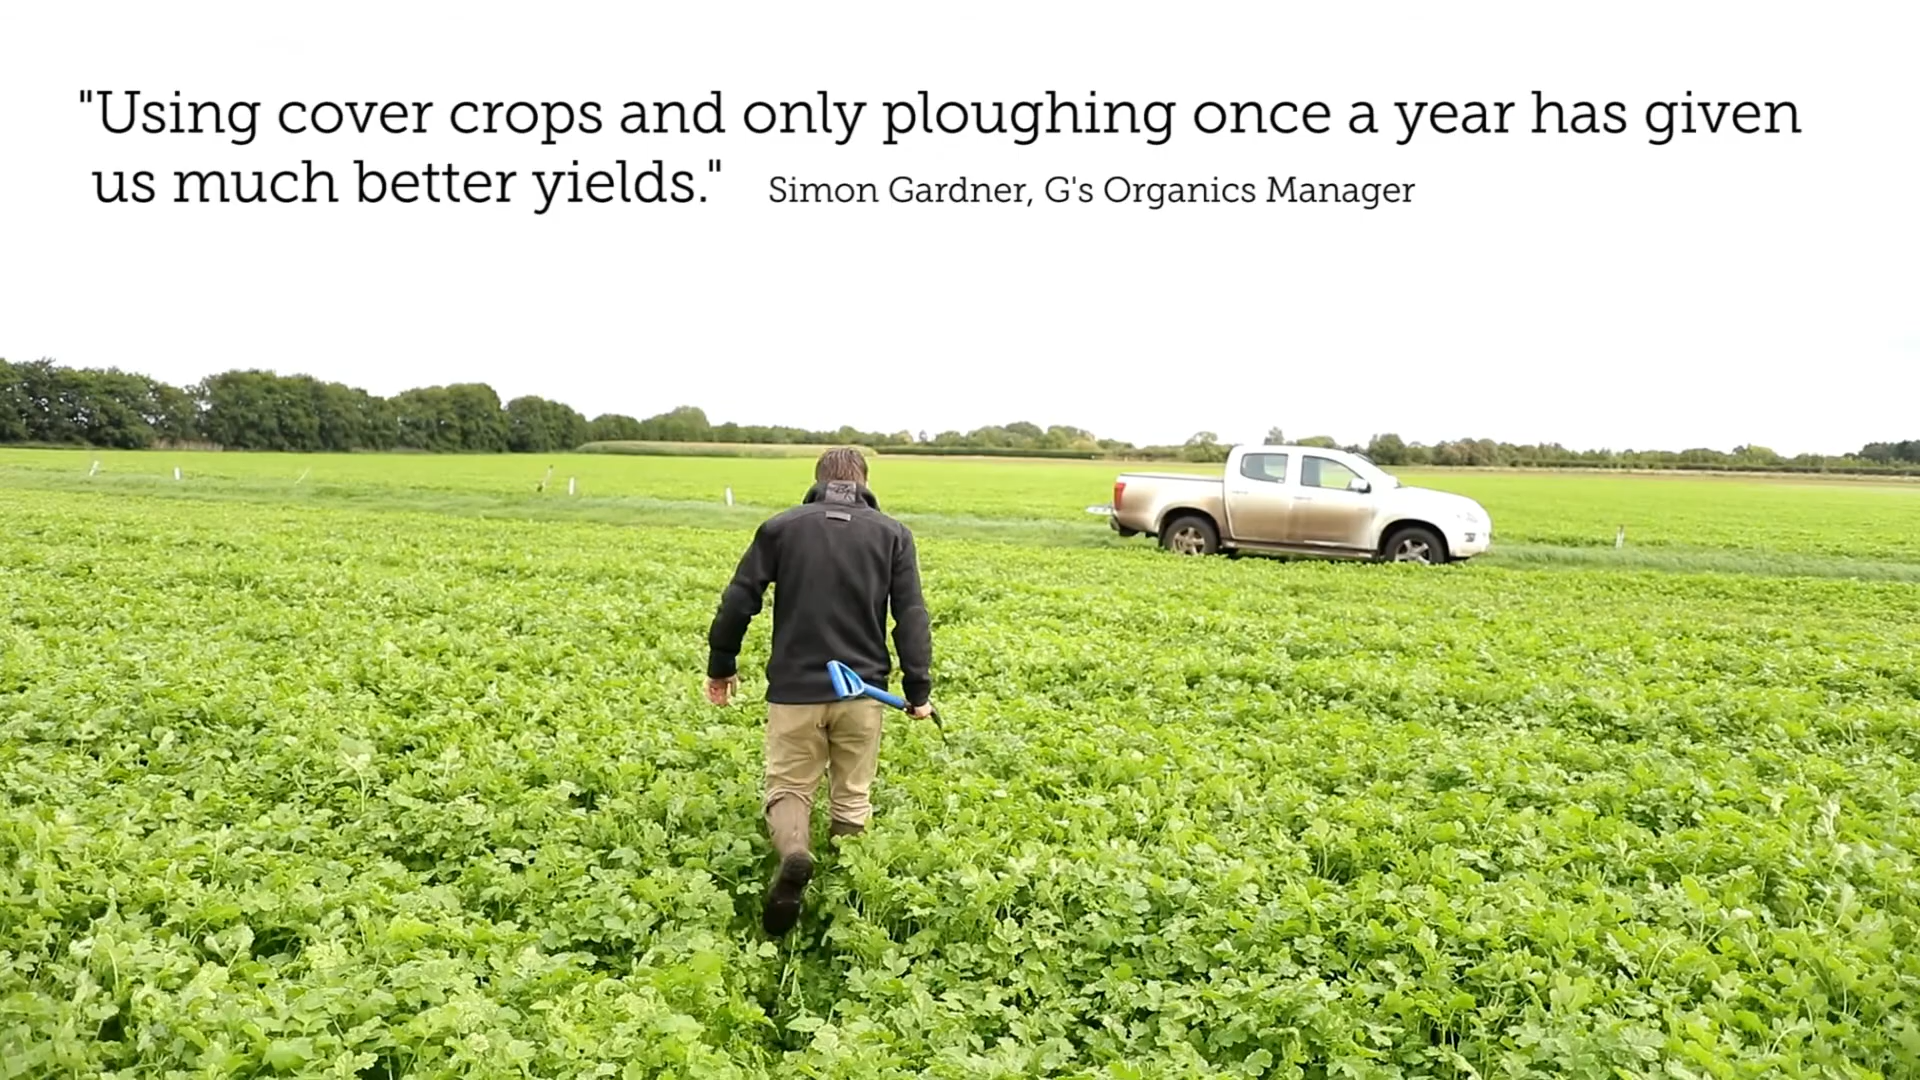 "Using cover crops and only ploughing once a year has given
us much better yields." Simon Gardner, G's Organics Manager